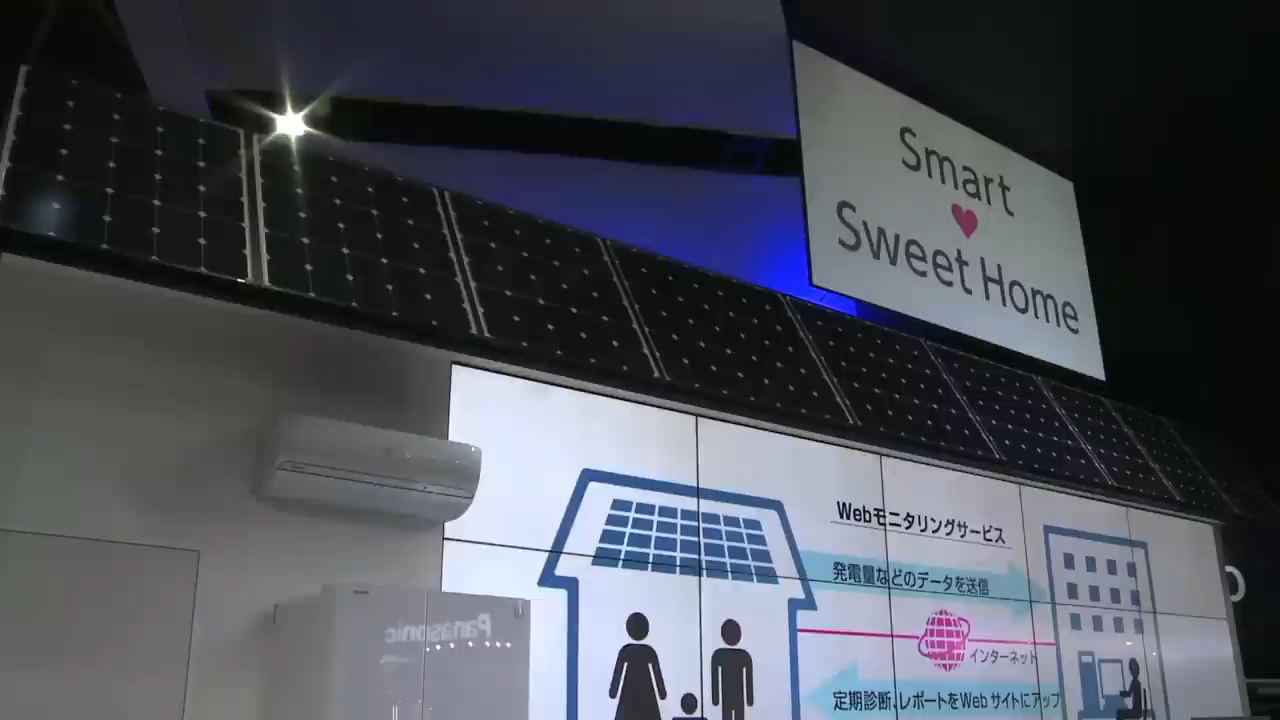 Smart
Sweet Home
Webモニタリングサービス
発電量などのデータを送信
インターネット
定期診断、レポートをWebサイトにアップ
Panasonic